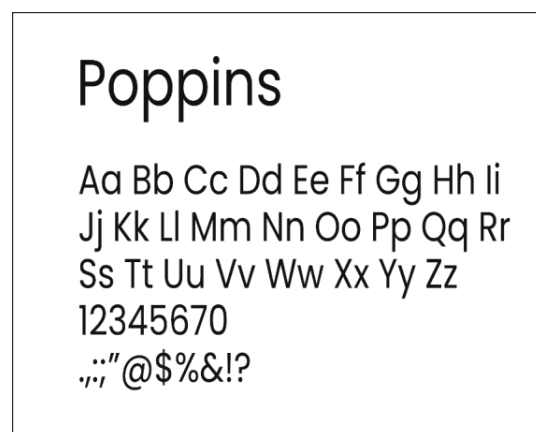 Poppins
Aa Bb Cc Dd Ee Ff Gg Hh Ii
Jj Kk Ll Mm Nn Oo Pp Qq Rr
Ss Tt Uu Vv Ww Xx Yy Zz
12345670
.,:;”@$%&!?